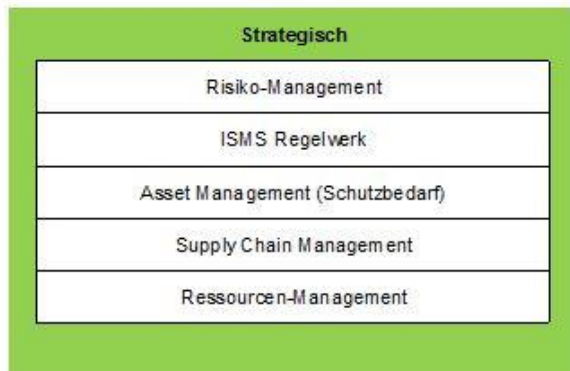 Strategisch
Risiko-Management
ISMS Regelwerk
Asset Management (Schutzbedarf)
Supply Chain Management
Ressourcen-Management